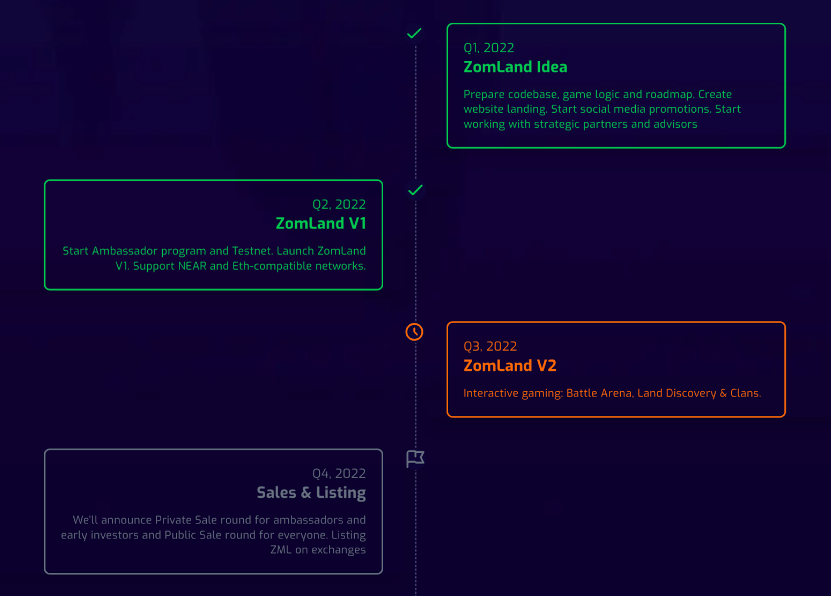 Q1, 2022
ZomLand Idea
Prepare codebase, game logic and roadmap. Create
website landing, Start social media promotions. Start
working with strategic partners and advisors
Q2, 2022
ZomLand V1
Start Ambassador program and Testnet. Launch ZomLand
V1. Support NEAR and Eth-compatible networks.
Q3, 2022
ZomLand V2
Interactive gaming: Battle Arena, Land Discovery & Clans.
Q4, 2022
Sales & Listing
We'll announce Private Sale round for ambassadors and
early investors and Public Sale round for everyone. Listing
ZML on exchanges